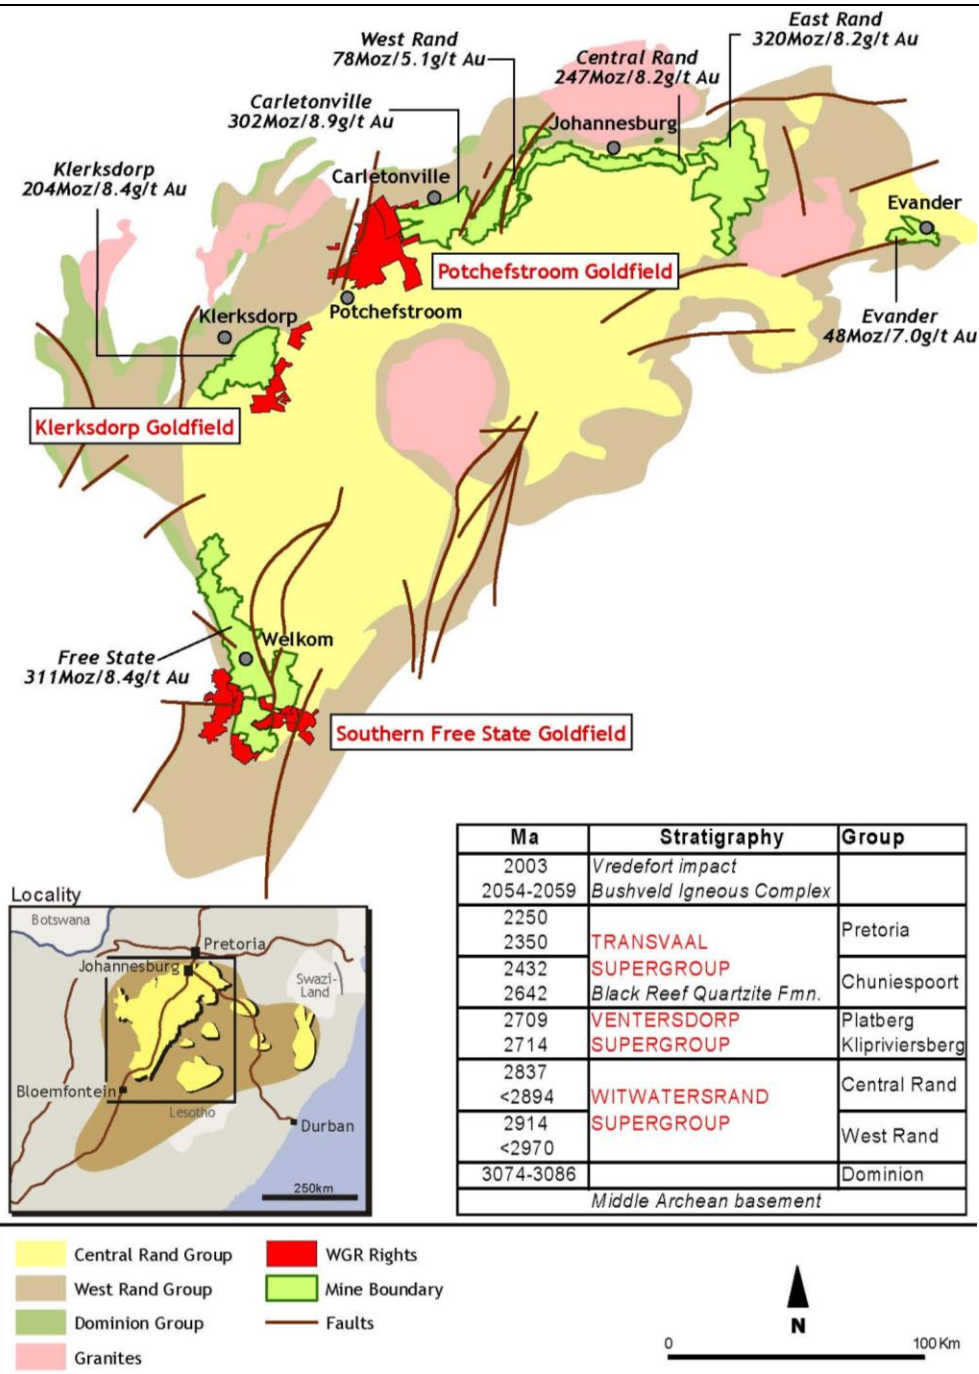 East Rand
320Moz/8.2g/t Au
West Rand
78Moz/5.1g/t Au
Central Rand
247Moz/8.2g/t Au
Carletonville
302Moz/8.9g/t Au
Johannesburg
Klerksdorp
204Moz/8.4g/t Au
Carletonville
Evander
Potchefstroom Goldfield
Potchefstroom
Klerksdorp
Evander
48Moz/7.0g/t Au
Klerksdorp Goldfield
Welkom
Free State
311Moz/8.4g/t Au
Southern Free State Goldfield
Ma Stratigraphy Group
2003 Vredefort impact
2054-2059 Bushveld Igneous Complex
2250
Pretoria
2350 TRANSVAAL
2432 SUPERGROUP
Chuniespoort
2642 Black Reef Quartzite Fmn.
2709 VENTERSDORP Platberg
2714 SUPERGROUP Klipriviersberg
2837
Central Rand
<2894 WITWATERSRAND
2914 SUPERGROUP
West Rand
<2970
3074-3086 Dominion
Middle Archean basement
Locality
Botswana
Pretoria
Johannesburg
Swazi-
Land
Bloemfontein
Lesotho
Durban
250km
Central Rand Group
West Rand Group
Dominion Group
Granites
WGR Rights
Mine Boundary
Faults
N
0 100 Km